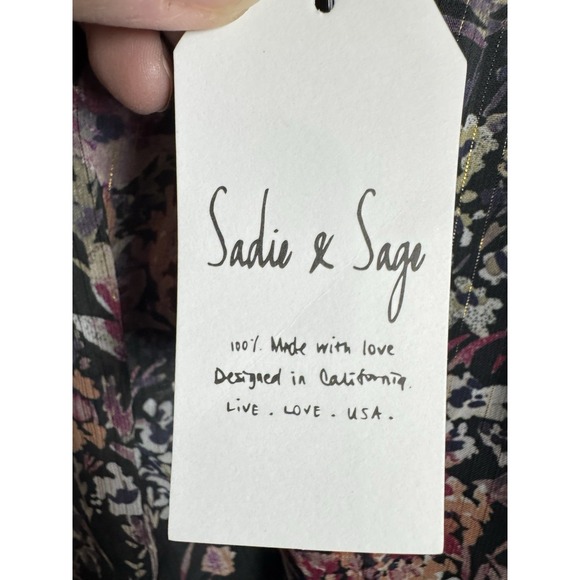 Sadie & Sage
100% Made with love
Designed in California.
LIVE . LOVE . USA .